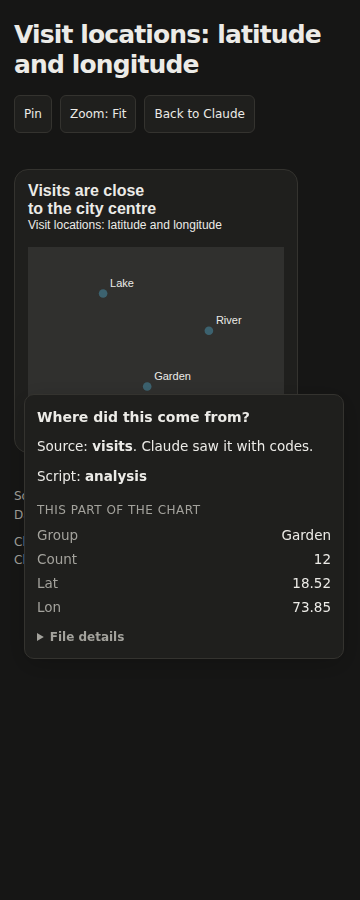 Visit locations: latitude
and longitude
Pin
Zoom: Fit
Back to Claude
Visits are close
to the city centre
Visit locations: latitude and longitude
Lake
River
Garden
Where did this come from?
Source: visits. Claude saw it with codes.
Script: analysis
THIS PART OF THE CHART
Group Garden
Count 12
Lat 18.52
Lon 73.85
▶ File details